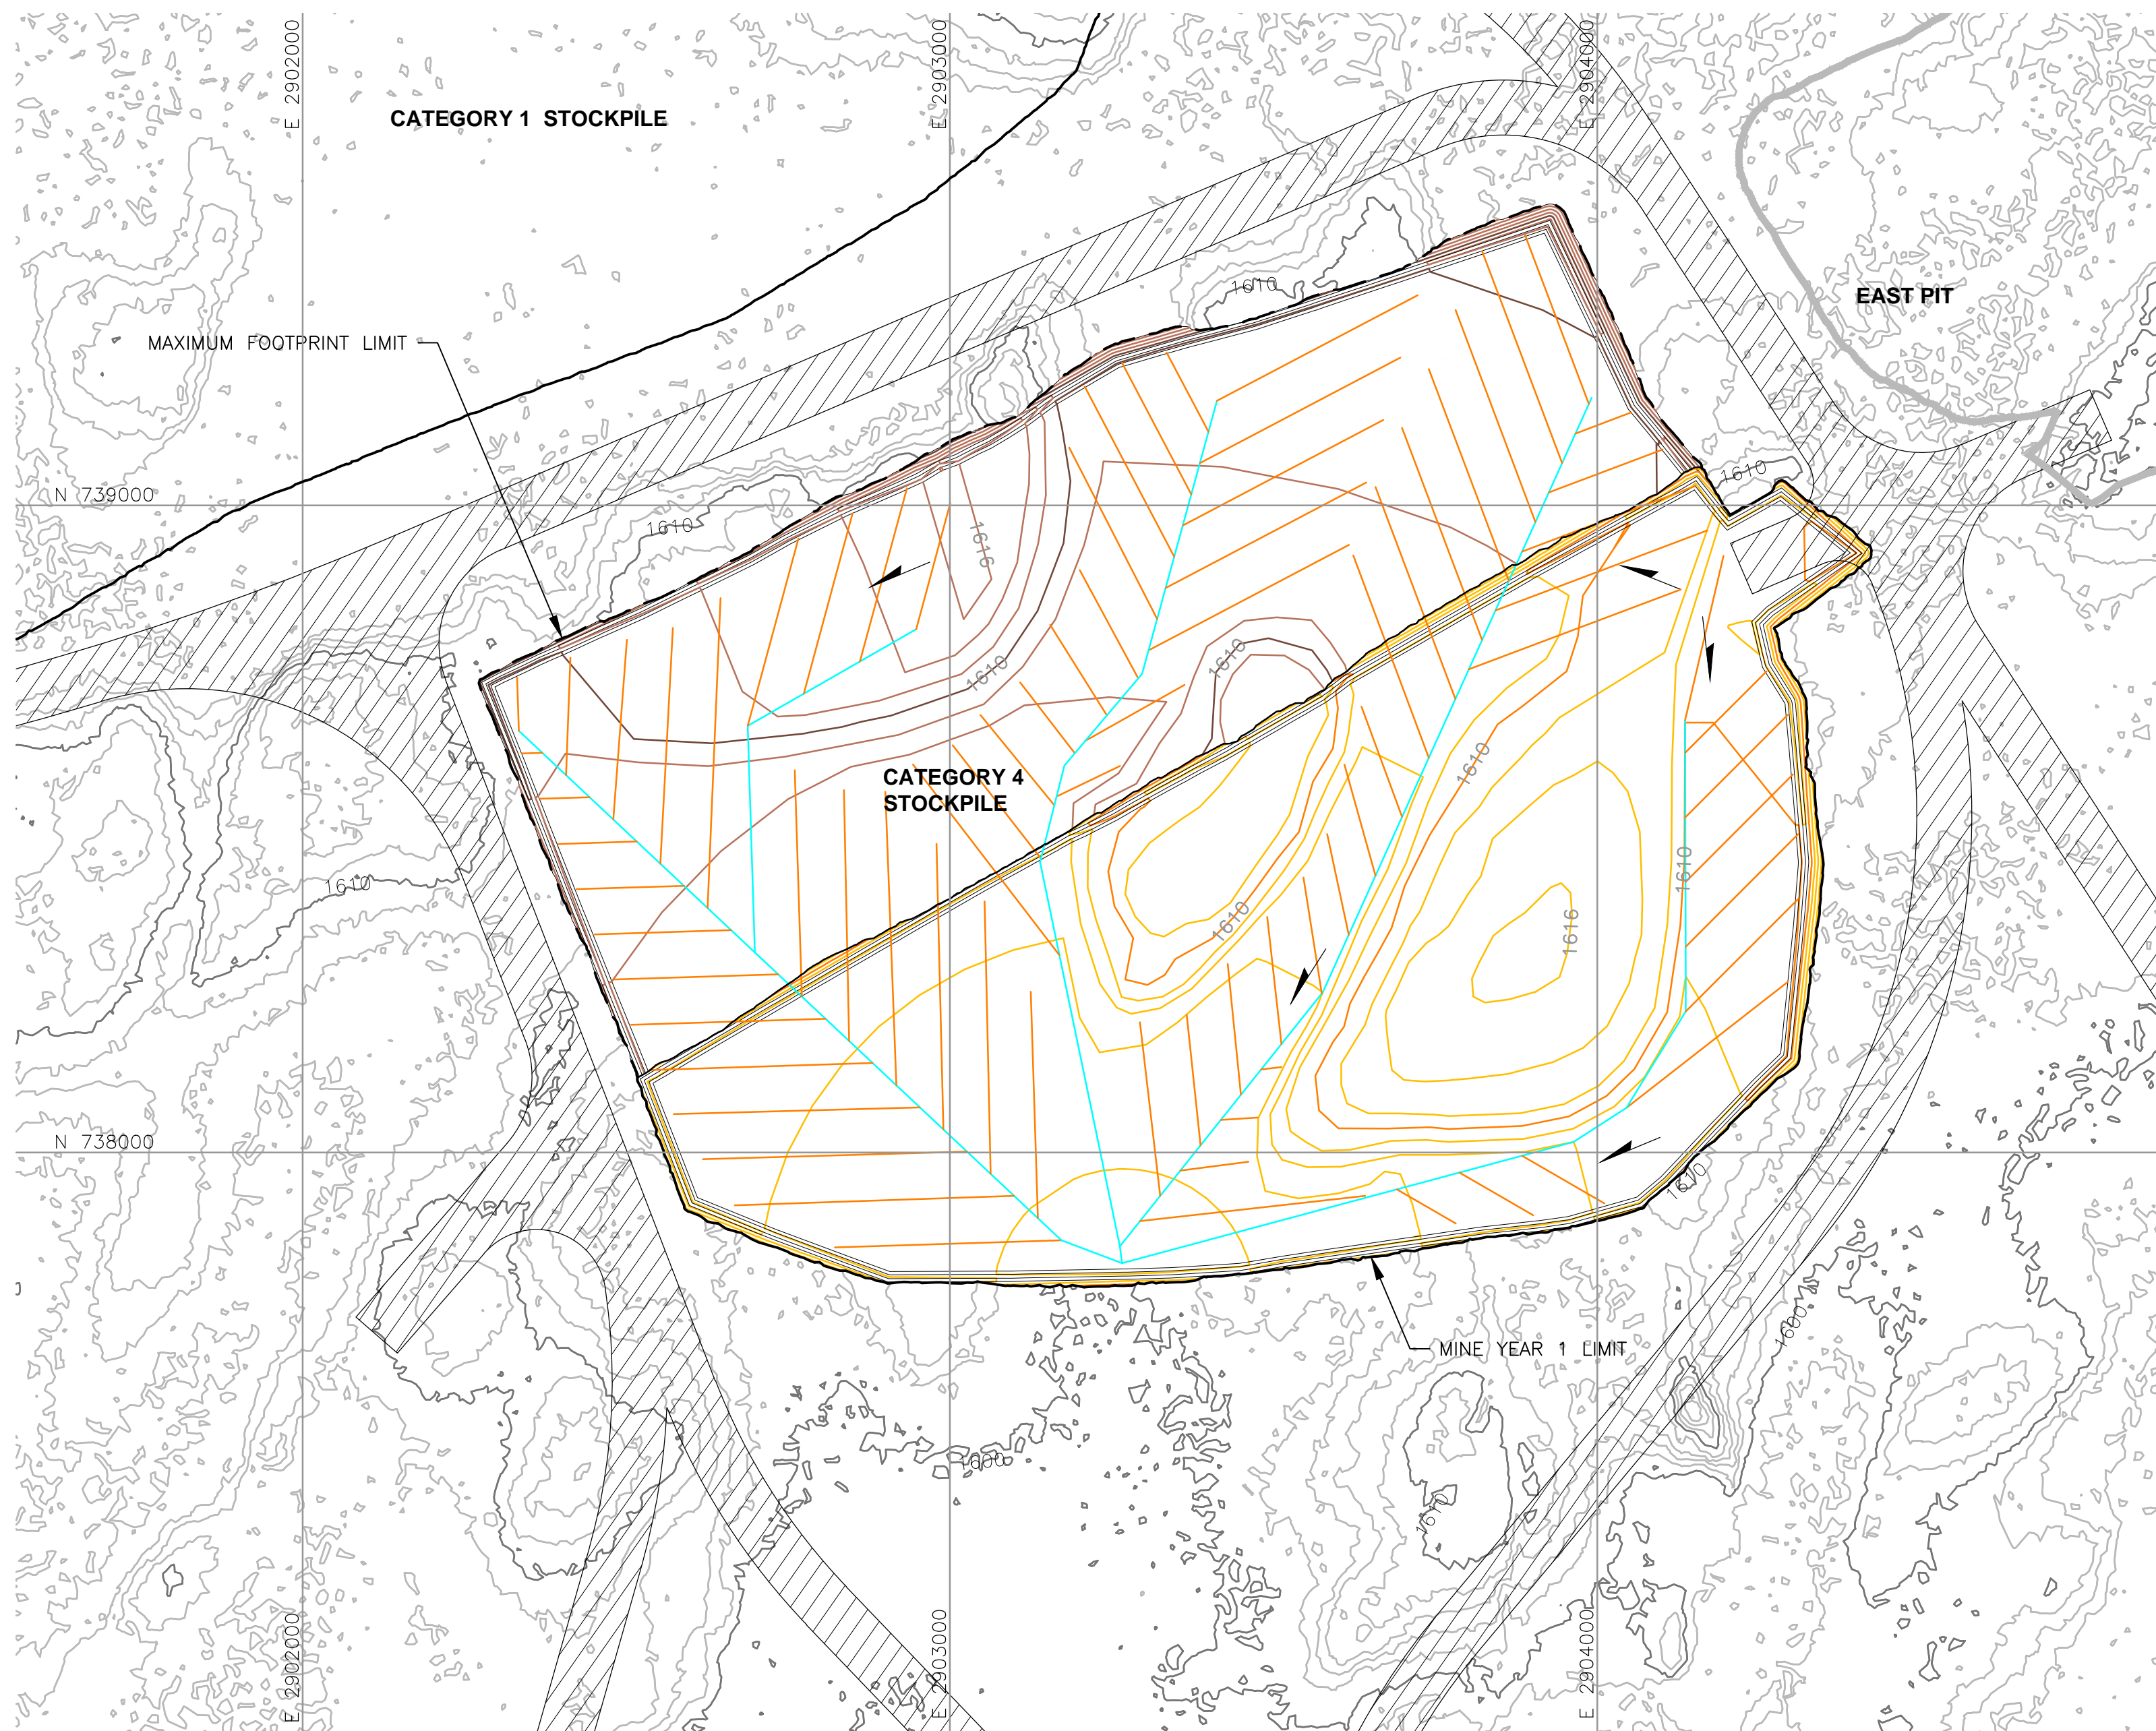 E 2902000
E 2903000
E 2904000
CATEGORY 1 STOCKPILE
1610
EAST PIT
MAXIMUM FOOTPRINT LIMIT
N 739000
1610
1610
1616
1610
1610
1610
CATEGORY 4
STOCKPILE
1610
1610
1610
1616
N 738000
1610
1600
MINE YEAR 1 LIMIT
1600
1610
E 2902000
E 2903000
E 2904000